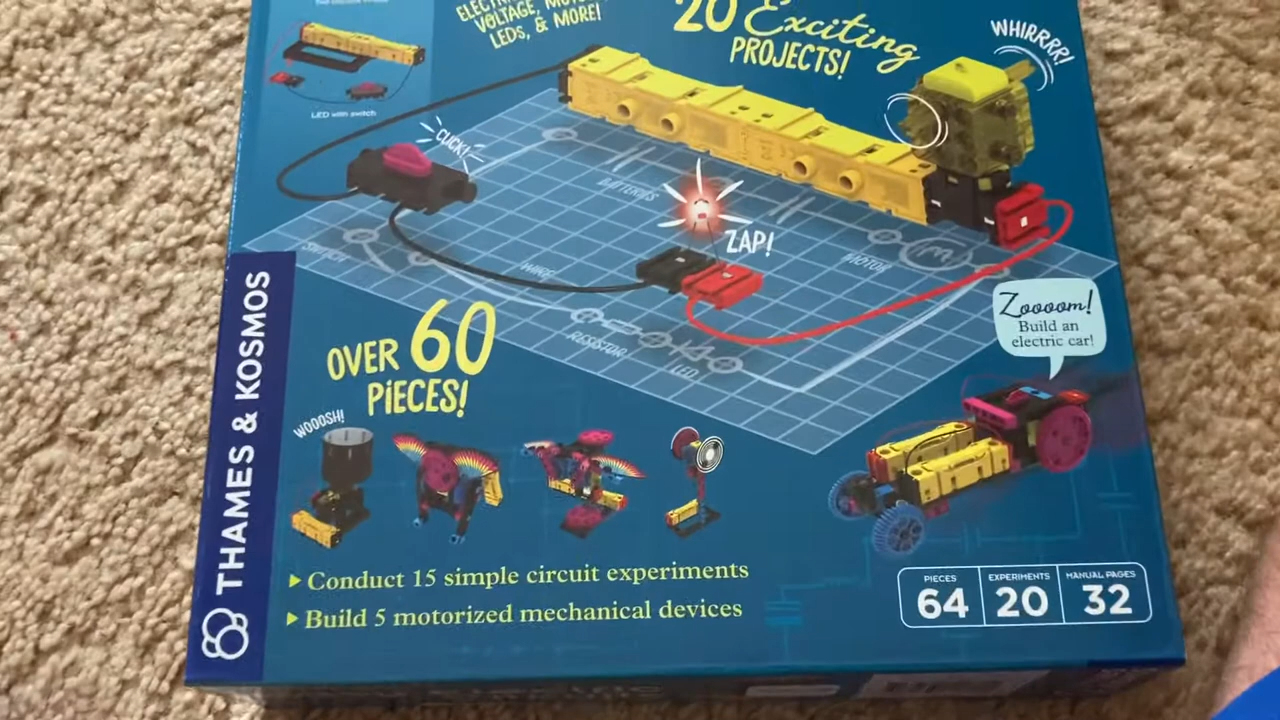 VOLTAGE,
LEDS, & MORE!
20 Exciting
PROJECTS!
WHIRRRR!
LED with switch
CLICK!
BATTERIES
ZAP!
SWITCH
WIRE
MOTOR
RESISTOR
LED
Zoooom!
Build an
electric car!
OVER 60
PIECES!
WOOOSH!
THAMES & KOSMOS
Conduct 15 simple circuit experiments
Build 5 motorized mechanical devices
PIECES
64
EXPERIMENTS
20
MANUAL PAGES
32